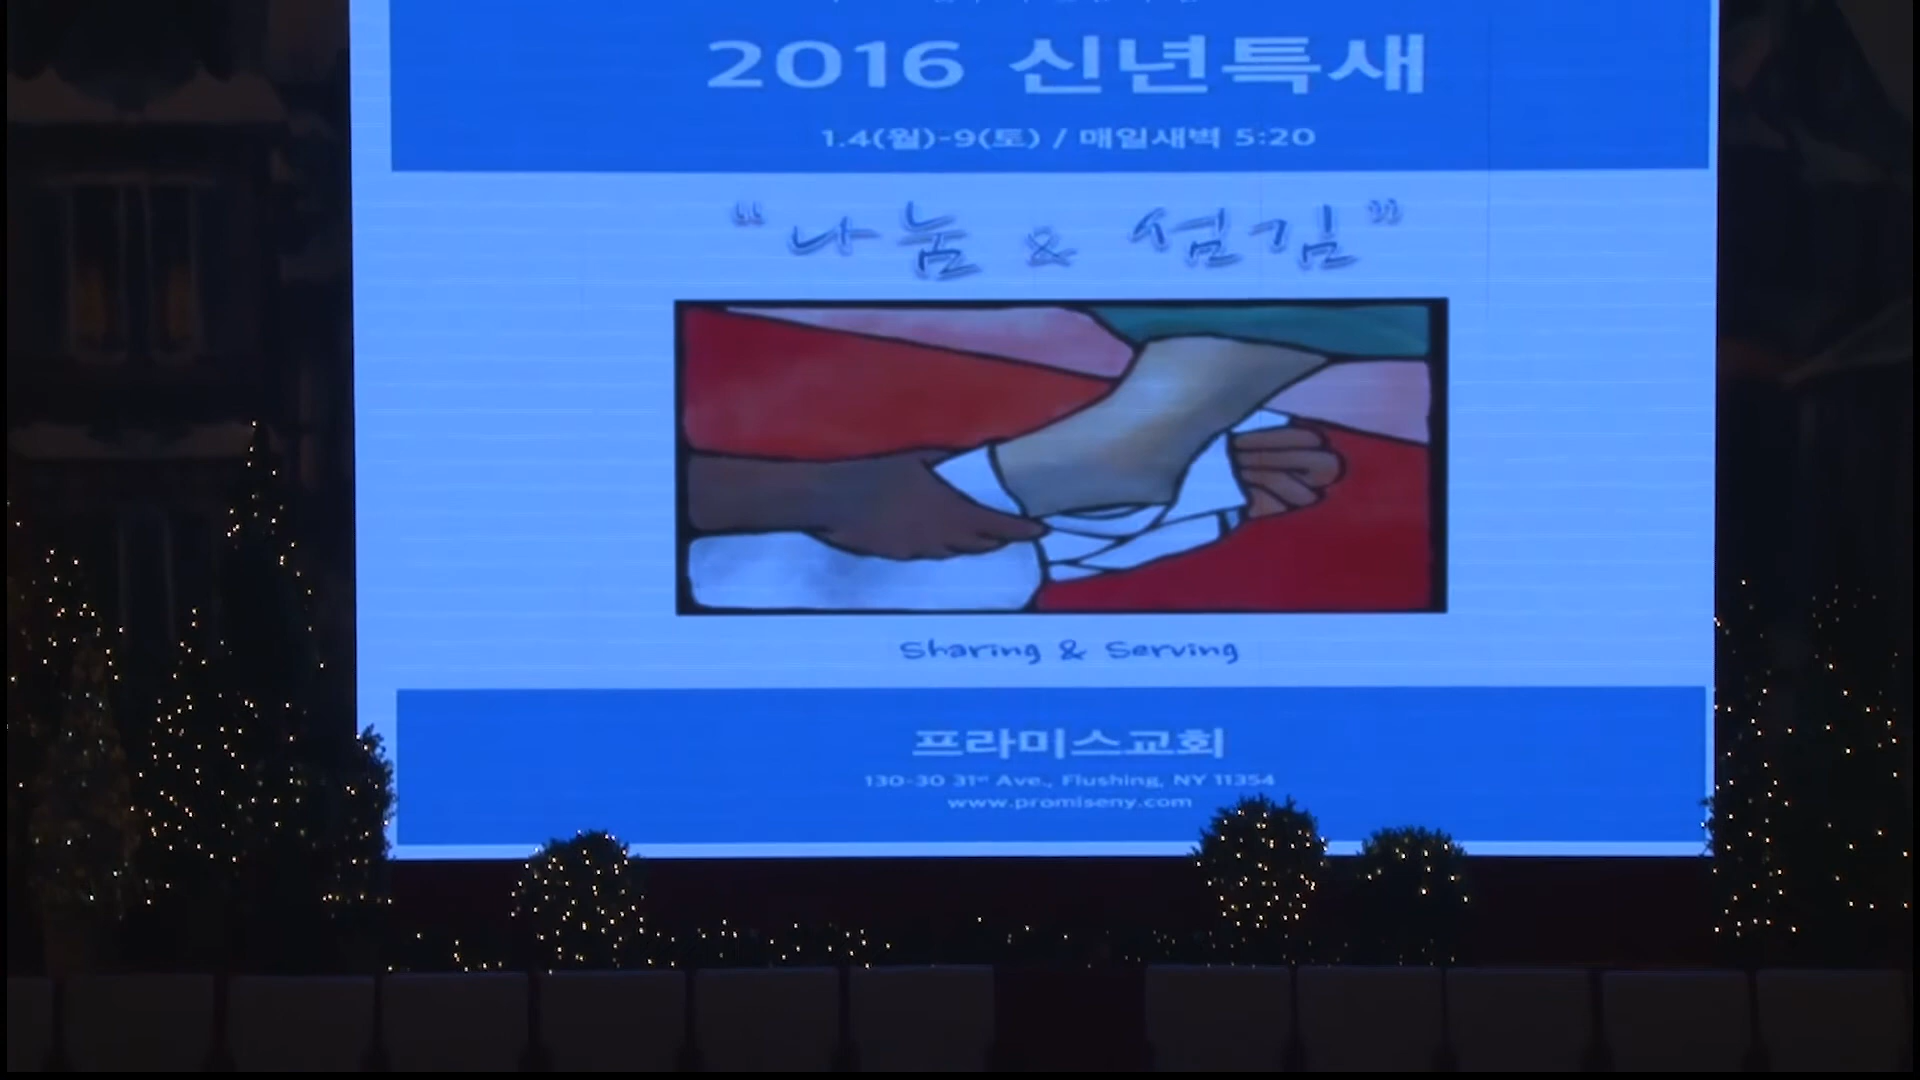 2016 신년특새
1.4(월)-9(토) / 매일새벽 5:20
“나눔 & 섬김”
Sharing & Serving
프라미스교회
130-30 31st Ave., Flushing, NY 11354
www.promiseny.com